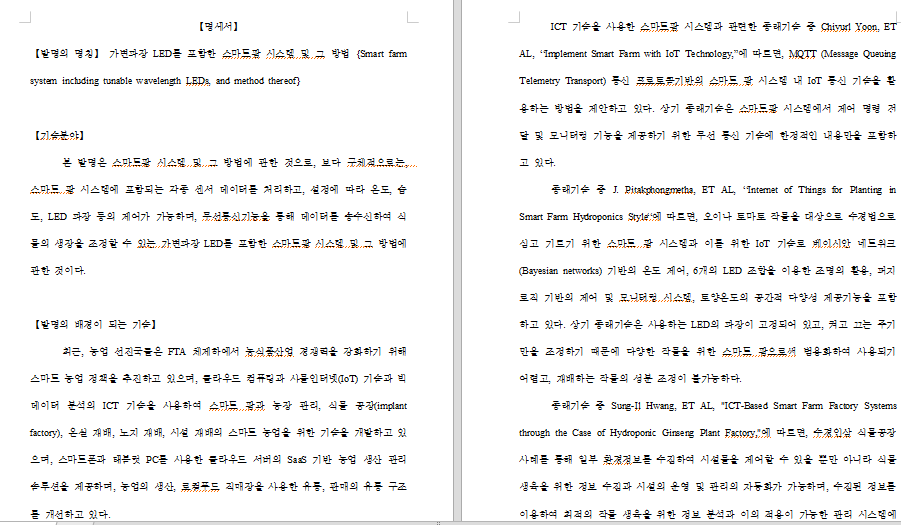 【명세서】
【발명의 명칭】 가변파장 LED를 포함한 스마트팜 시스템 및 그 방법 {Smart farm
system including tunable wavelength LEDs, and method thereof}
【기술분야】
본 발명은 스마트팜 시스템 및 그 방법에 관한 것으로, 보다 구체적으로는,
스마트 팜 시스템에 포함되는 각종 센서 데이터를 처리하고, 설정에 따라 온도, 습
도, LED 파장 등의 제어가 가능하며, 무선통신기능을 통해 데이터를 송수신하여 식
물의 생장을 조정할 수 있는 가변파장 LED를 포함한 스마트팜 시스템 및 그 방법에
관한 것이다.
【발명의 배경이 되는 기술】
최근, 농업 선진국들은 FTA 체제하에서 농식품산업 경쟁력을 강화하기 위해
스마트 농업 정책을 추진하고 있으며, 클라우드 컴퓨팅과 사물인터넷(IoT) 기술과 빅
데이터 분석의 ICT 기술을 사용하여 스마트 팜과 농장 관리, 식물 공장(implant
factory), 온실 재배, 노지 재배, 시설 재배의 스마트 농업을 위한 기술을 개발하고 있
으며, 스마트폰과 태블릿 PC를 사용한 클라우드 서버의 SaaS 기반 농업 생산 관리
솔루션을 제공하며, 농업의 생산, 로컬푸드 직매장을 사용한 유통, 판매의 유통 구조
를 개선하고 있다.
ICT 기술을 사용한 스마트팜 시스템과 관련한 종래기술 중 Chiyurl Yoon, ET
AL, “Implement Smart Farm with IoT Technology,”에 따르면, MQTT (Message Queuing
Telemetry Transport) 통신 프로토콜기반의 스마트 팜 시스템 내 IoT 통신 기술을 활
용하는 방법을 제안하고 있다. 상기 종래기술은 스마트팜 시스템에서 제어 명령 전
달 및 모니터링 기능을 제공하기 위한 무선 통신 기술에 한정적인 내용만을 포함하
고 있다.
종래기술 중 J. Pitakphongmetha, ET AL, “Internet of Things for Planting in
Smart Farm Hydroponics Style”에 따르면, 오이나 토마토 작물을 대상으로 수경법으로
심고 기르기 위한 스마트 팜 시스템과 이를 위한 IoT 기술로 베이시안 네트워크
(Bayesian networks) 기반의 온도 제어, 6개의 LED 조합을 이용한 조명의 활용, 퍼지
로직 기반의 제어 및 모니터링 시스템, 토양온도의 공간적 다양성 제공기능을 포함
하고 있다. 상기 종래기술은 사용하는 LED의 파장이 고정되어 있고, 켜고 끄는 주기
만을 조정하기 때문에 다양한 작물을 위한 스마트 팜으로써 범용화하여 사용되기
어렵고, 재배하는 작물의 성분 조정이 불가능하다.
종래기술 중 Sung-Il Hwang, ET AL, "ICT-Based Smart Farm Factory Systems
through the Case of Hydroponic Ginseng Plant Factory,"에 따르면, 수경인삼 식물공장
사례를 통해 일부 환경정보를 수집하여 시설물을 제어할 수 있을 뿐만 아니라 식물
생육을 위한 정보 수집과 시설의 운영 및 관리의 자동화가 가능하며, 수집된 정보를
이용하여 최적의 작물 생육을 위한 정보 분석과 이의 적용이 가능한 관리 시스템에